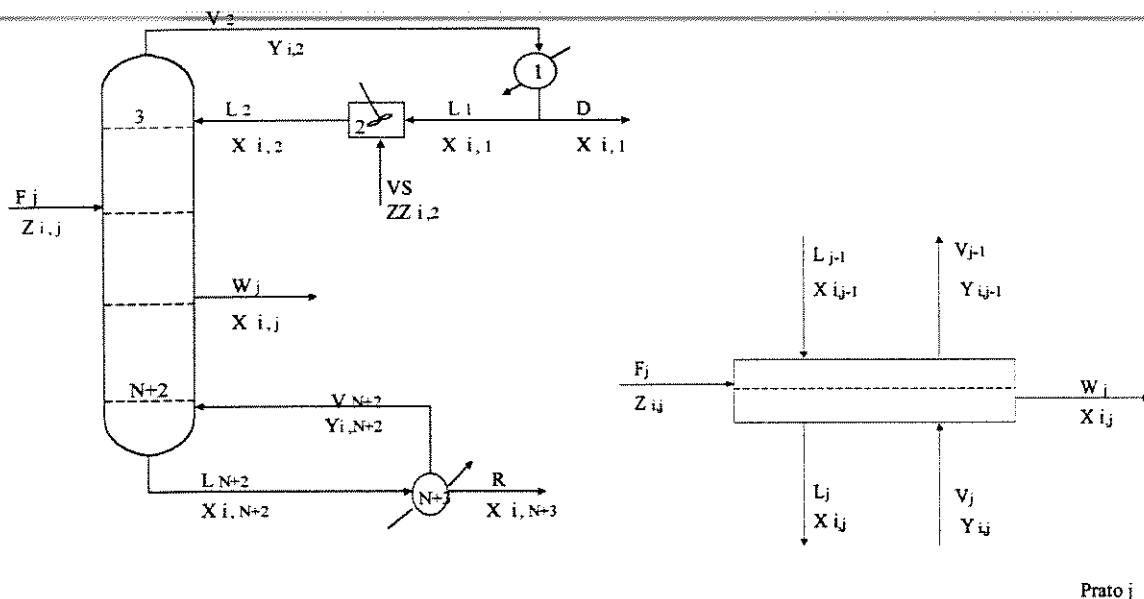 V 2
Y i,2
1
3
L 2
X i, 2
2
L 1
X i, 1
D
X i, 1
VS
ZZ i,2
F j
Z i, j
W j
X i, j
N+2
V N+2
Yi,N+2
L N+2
X i, N+2
N+3
R
X i, N+3
L j-1
X i,j-1
V j-1
Y i,j-1
F j
Z i,j
W j
X i,j
L j
X i,j
V j
Y i,j
Prato j